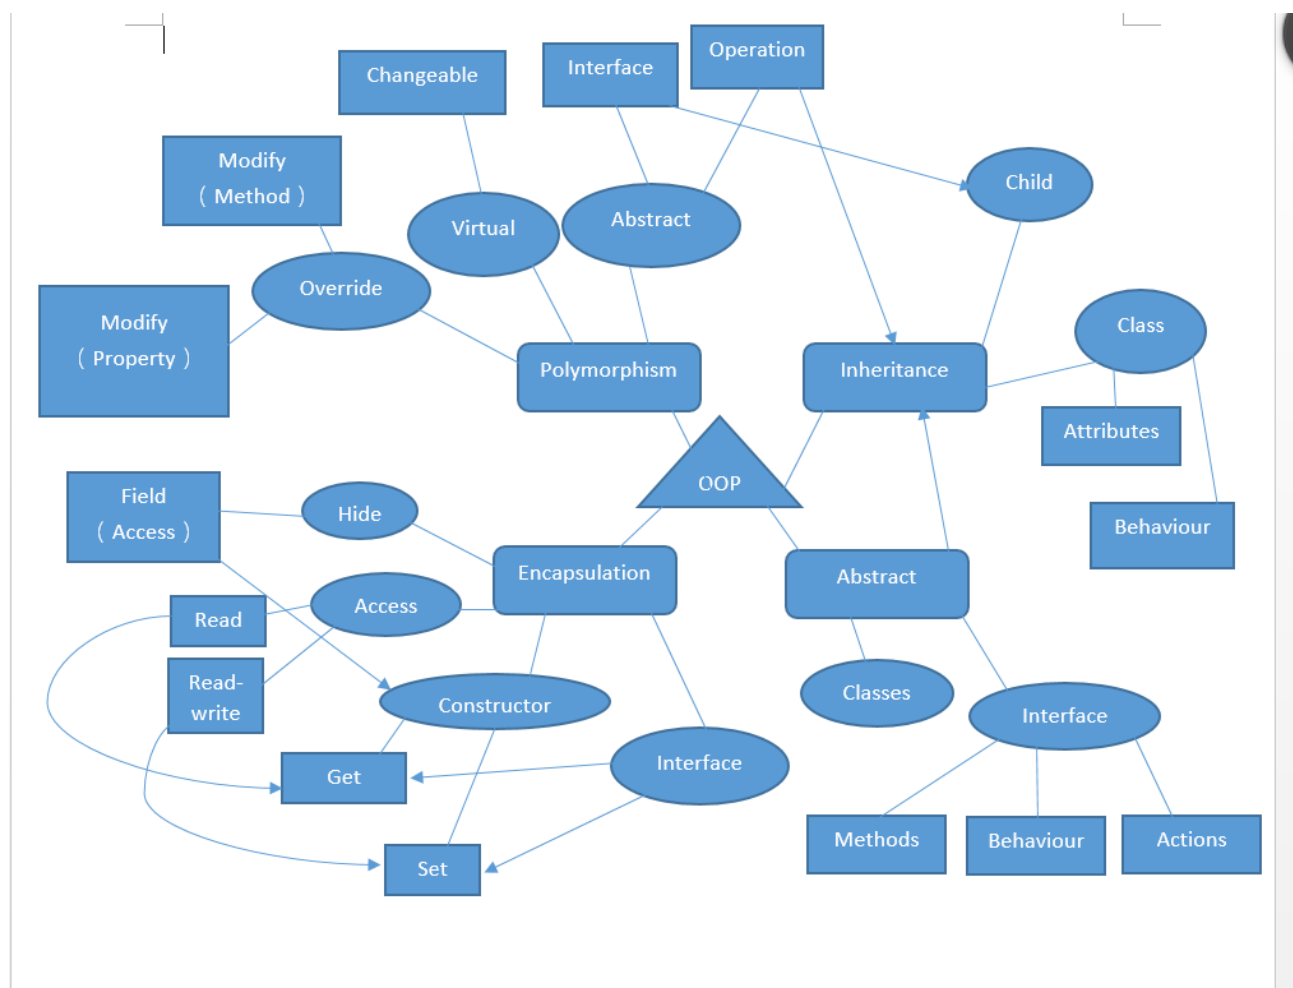 Operation
Interface
Changeable
Modify
( Method )
Child
Virtual
Abstract
Override
Modify
( Property )
Class
Polymorphism
Inheritance
Attributes
OOP
Field
( Access )
Hide
Behaviour
Encapsulation
Abstract
Access
Read
Read-
write
Constructor
Classes
Interface
Interface
Get
Methods
Behaviour
Actions
Set